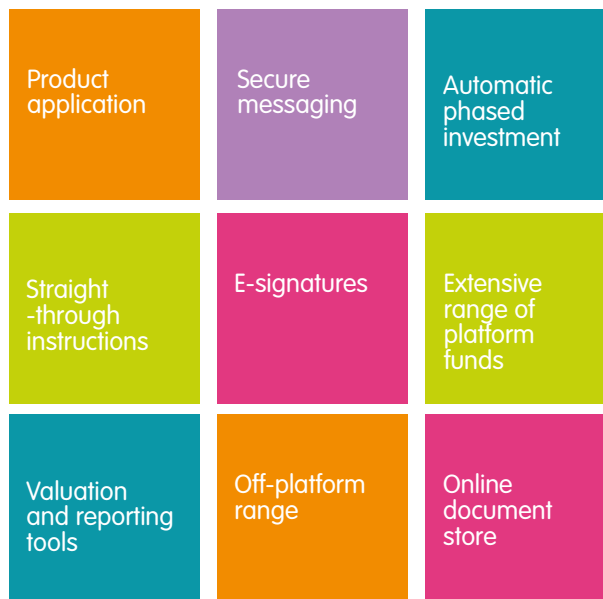 Product
application
Secure
messaging
Automatic
phased
investment
Straight
-through
instructions
E-signatures
Extensive
range of
platform
funds
Valuation
and reporting
tools
Off-platform
range
Online
document
store